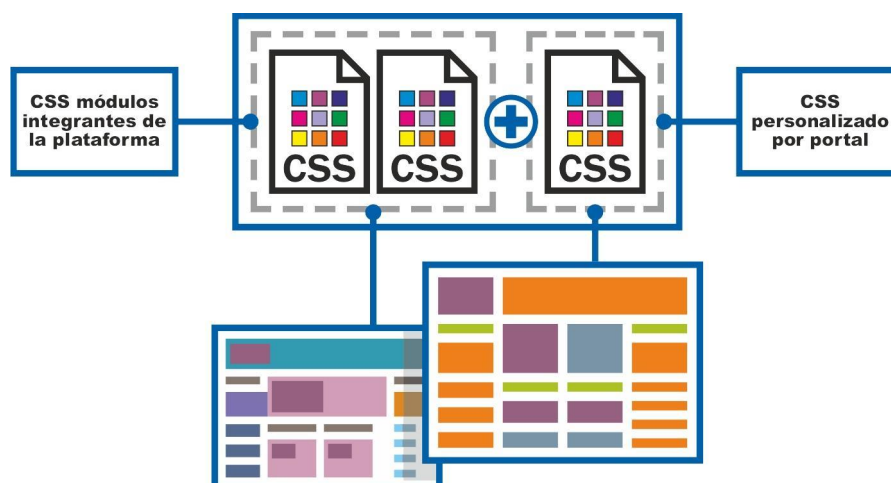 CSS módulos
integrantes de
la plataforma
CSS
CSS
CSS
CSS
personalizado
por portal